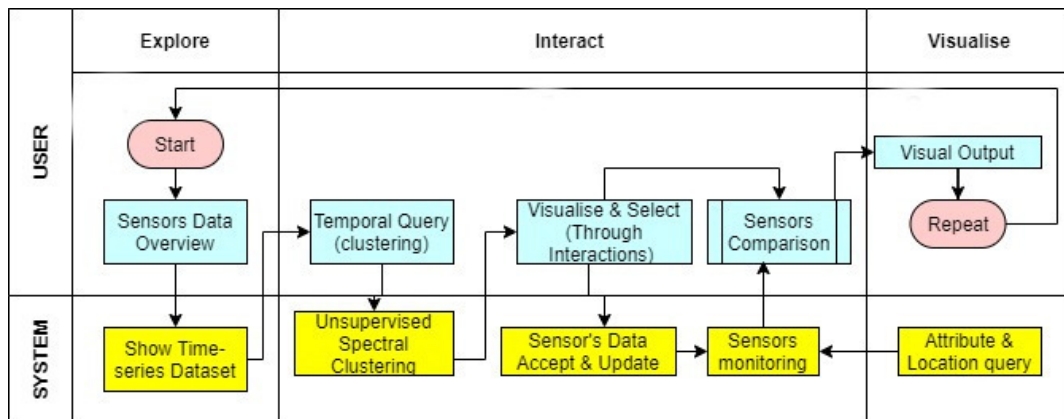 Explore
Interact
Visualise
USER
Start
Sensors Data
Overview
Temporal Query
(clustering)
Visualise & Select
(Through
Interactions)
Sensors
Comparison
Visual Output
Repeat
SYSTEM
Show Time-
series Dataset
Unsupervised
Spectral
Clustering
Sensor's Data
Accept & Update
Sensors
monitoring
Attribute &
Location query